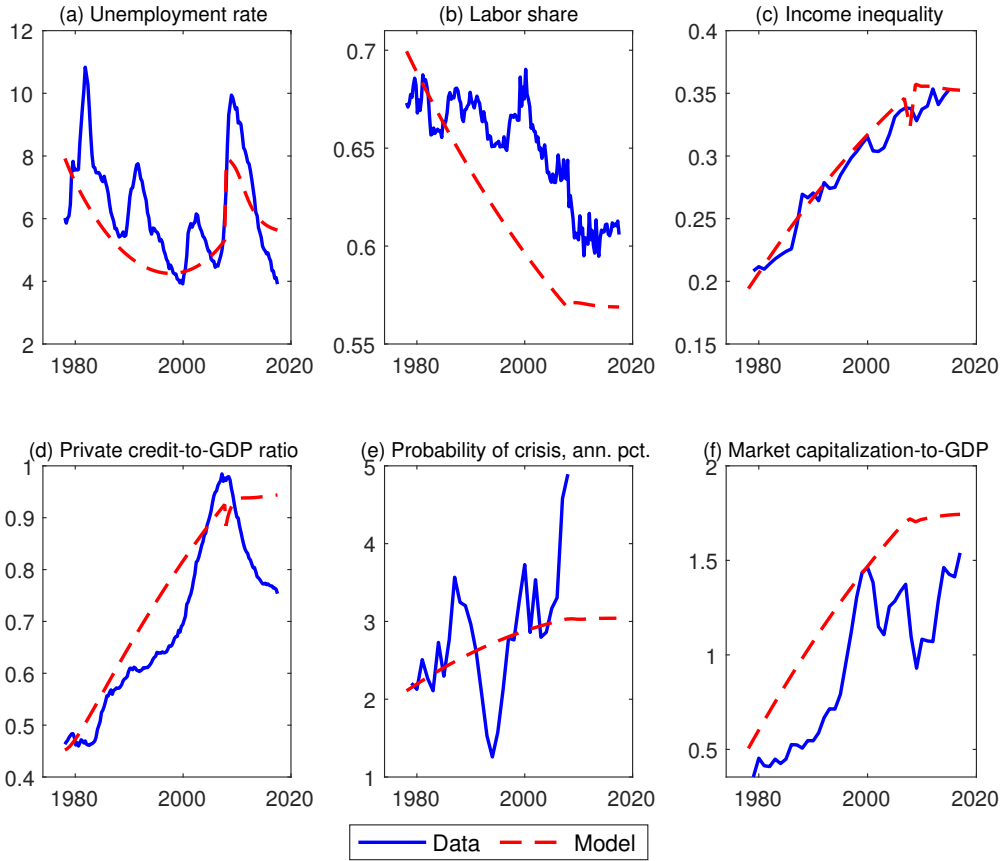 (a) Unemployment rate
(b) Labor share
(c) Income inequality
12
10
8
6
4
2
1980 2000 2020
0.7
0.65
0.6
0.55
1980 2000 2020
0.4
0.35
0.3
0.25
0.2
0.15
1980 2000 2020
(d) Private credit-to-GDP ratio
(e) Probability of crisis, ann. pct.
(f) Market capitalization-to-GDP
1
0.9
0.8
0.7
0.6
0.5
0.4
1980 2000 2020
5
4
3
2
1
1980 2000 2020
2
1.5
1
0.5
1980 2000 2020
Data Model